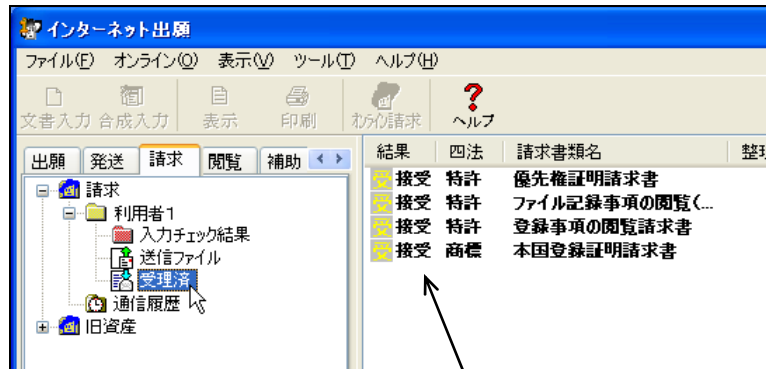 インターネット出願
ファイル(F) オンライン(O) 表示(V) ツール(T) ヘルプ(H)
文書入力 合成入力 表示 印刷 オンライン請求 ヘルプ
出願 発送 請求 閲覧 補助
請求
利用者1
入力チェック結果
送信ファイル
受理済
通信履歴
旧資産
結果 四法 請求書類名 整理
受 接受 特許 優先権証明請求書
受 接受 特許 ファイル記録事項の閲覧(...
受 接受 特許 登録事項の閲覧請求書
受 接受 商標 本国登録証明請求書